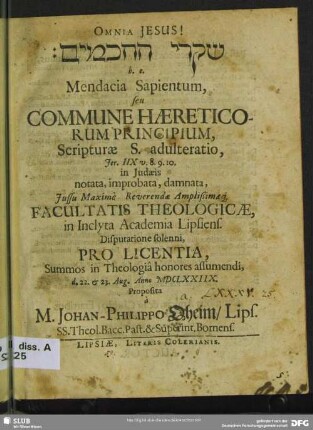 OMNIA JESUS!
שקרי החכמים:
h. e.
Mendacia Sapientum,
seu
COMMUNE HÆRETICO-
RUM PRINCIPIUM,
Scripturæ S. adulteratio,
Jer. IIX v. 8. 9. 10.
in Judæis
notata, improbata, damnata,
Jussu Maximè Reverendæ Amplissimæq;
FACULTATIS THEOLOGICÆ,
in Inclyta Academia Lipsiens.
Disputatione solenni,
PRO LICENTIA,
Summos in Theologiâ honores assumendi,
d. 22. & 23. Aug. Anno MDCLXXIIX.
Proposita
à
M. JOHAN-PHILIPPO Oheim/ Lips.
SS. Theol. Bacc. Past. & Superint. Bornens.
LIPSIÆ, LITERIS COLERIANIS.
diss. A
25
SLUB
DFG